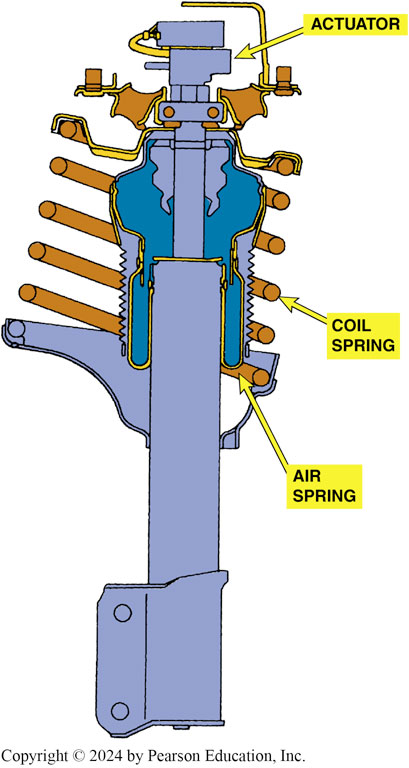 ACTUATOR
COIL
SPRING
AIR
SPRING
Copyright © 2024 by Pearson Education, Inc.